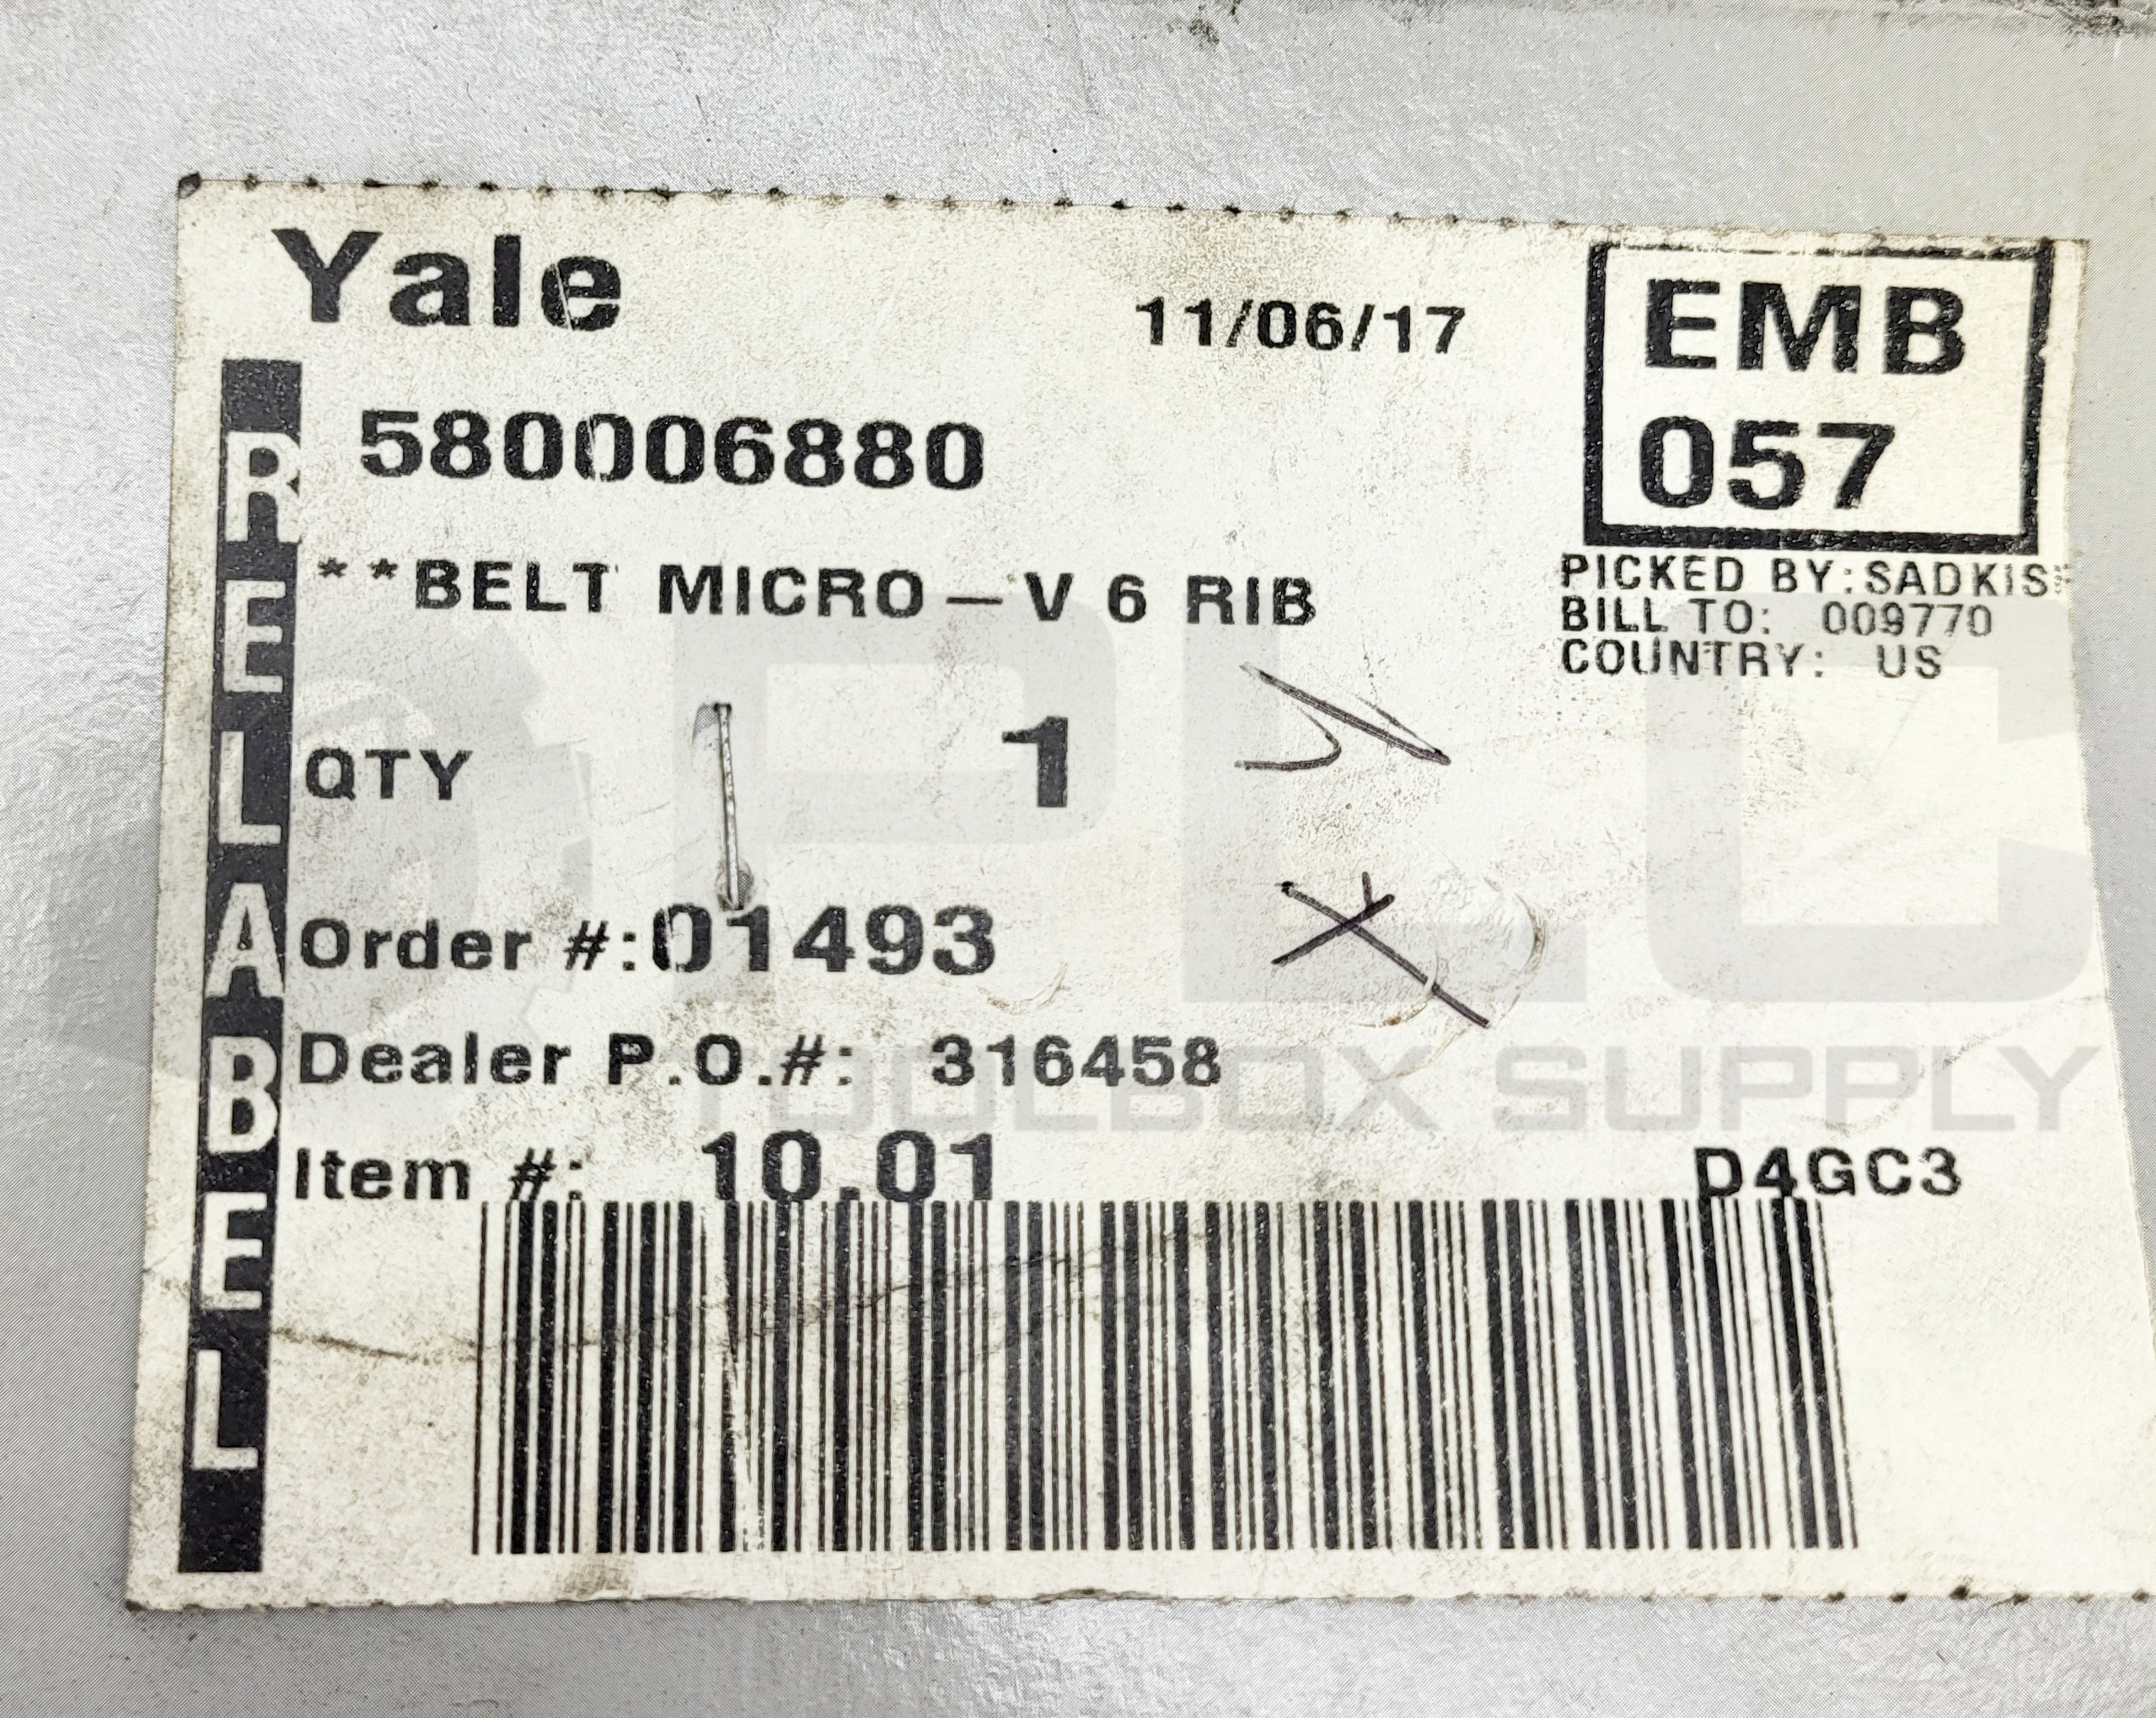 Yale
11/06/17
EMB
057
580006880
**BELT MICRO-V 6 RIB
PICKED BY:SADKIS
BILL TO: 009770
COUNTRY: US
QTY 1
Order #:01493
Dealer P.O.#: 316458
Item #: 10.01
D4GC3
RELABEL
PLC
TOOLBOX SUPPLY